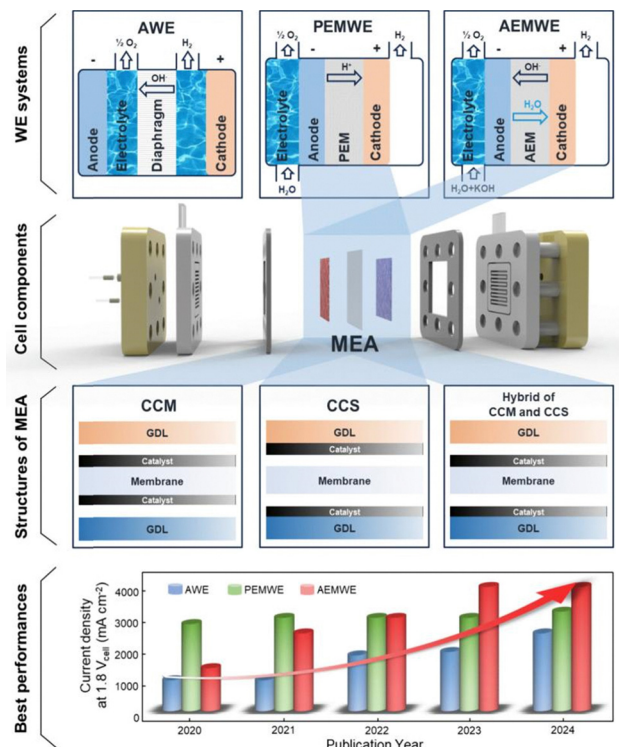 WE systems
AWE
½ O₂
H₂
-
+
OH⁻
Anode
Electrolyte
Diaphragm
Cathode
PEMWE
½ O₂
-
+
H₂
H⁺
Electrolyte
Anode
PEM
Cathode
H₂O
AEMWE
½ O₂
-
+
H₂
OH⁻
H₂O
Electrolyte
Anode
AEM
Cathode
H₂O+KOH
Cell components
MEA
Structures of MEA
CCM
GDL
Catalyst
Membrane
Catalyst
GDL
CCS
GDL
Catalyst
Membrane
Catalyst
GDL
Hybrid of
CCM and CCS
GDL
Catalyst
Membrane
Catalyst
GDL
Best performances
Current density
at 1.8 Vcell (mA cm⁻²)
AWE
PEMWE
AEMWE
4000
3000
2000
1000
0
2020
2021
2022
2023
2024
Publication Year